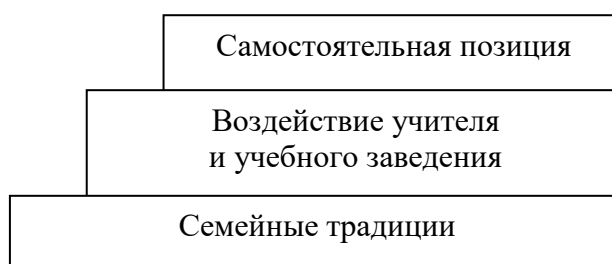 Самостоятельная позиция
Воздействие учителя
и учебного заведения
Семейные традиции